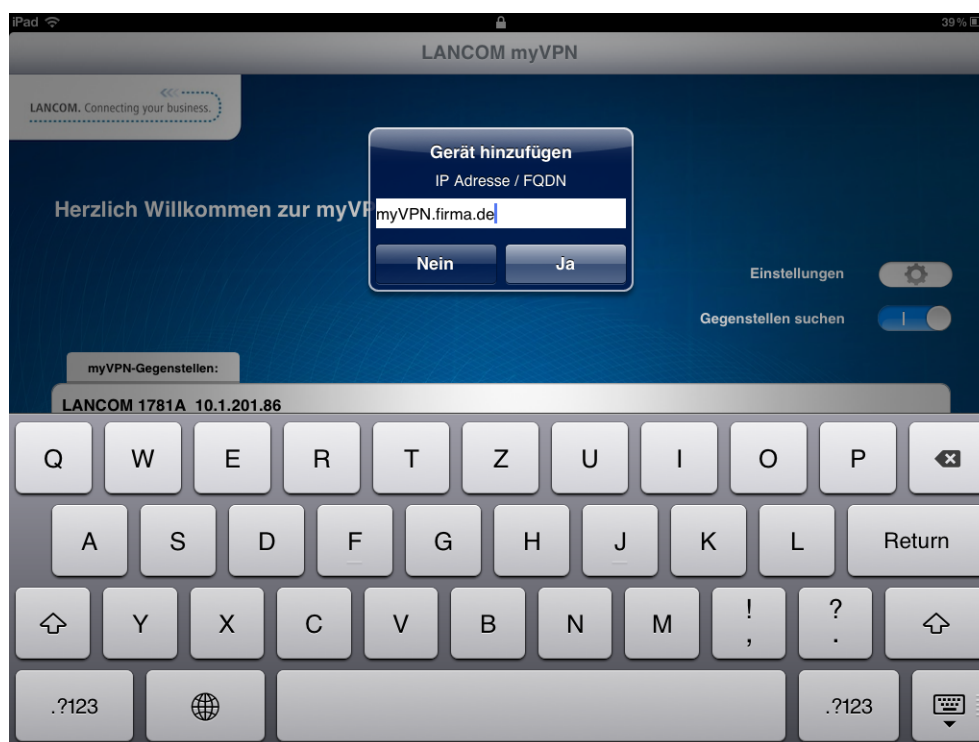 iPad 39 %
LANCOM myVPN
LANCOM. Connecting your business.
Gerät hinzufügen
IP Adresse / FQDN
myVPN.firma.de
Nein Ja
Herzlich Willkommen zur myVP
Einstellungen
Gegenstellen suchen
myVPN-Gegenstellen:
LANCOM 1781A 10.1.201.86
Q W E R T Z U I O P
A S D F G H J K L Return
Y X C V B N M ! , ? .
.?123 .?123